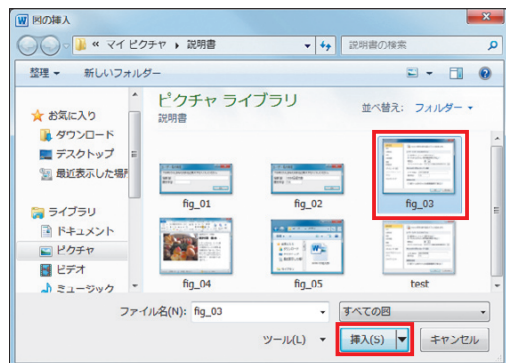 図の挿入
« マイ ピクチャ ▸ 説明書
説明書の検索
整理
新しいフォルダー
お気に入り
ダウンロード
デスクトップ
最近表示した場所
ライブラリ
ドキュメント
ピクチャ
ビデオ
ミュージック
ピクチャ ライブラリ
説明書
並べ替え: フォルダー
fig_01
fig_02
fig_03
fig_04
fig_05
test
ファイル名(N): fig_03
すべての図
ツール(L)
挿入(S)
キャンセル